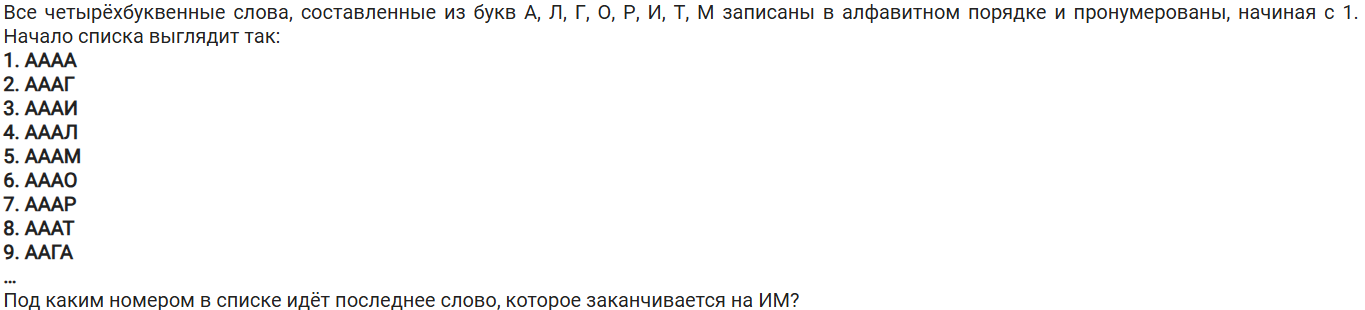 Все четырёхбуквенные слова, составленные из букв А, Л, Г, О, Р, И, Т, М записаны в алфавитном порядке и пронумерованы, начиная с 1.
Начало списка выглядит так:
1. АААА
2. АААГ
3. АААИ
4. АААЛ
5. АААМ
6. АААО
7. АААР
8. АААТ
9. ААГА
…
Под каким номером в списке идёт последнее слово, которое заканчивается на ИМ?